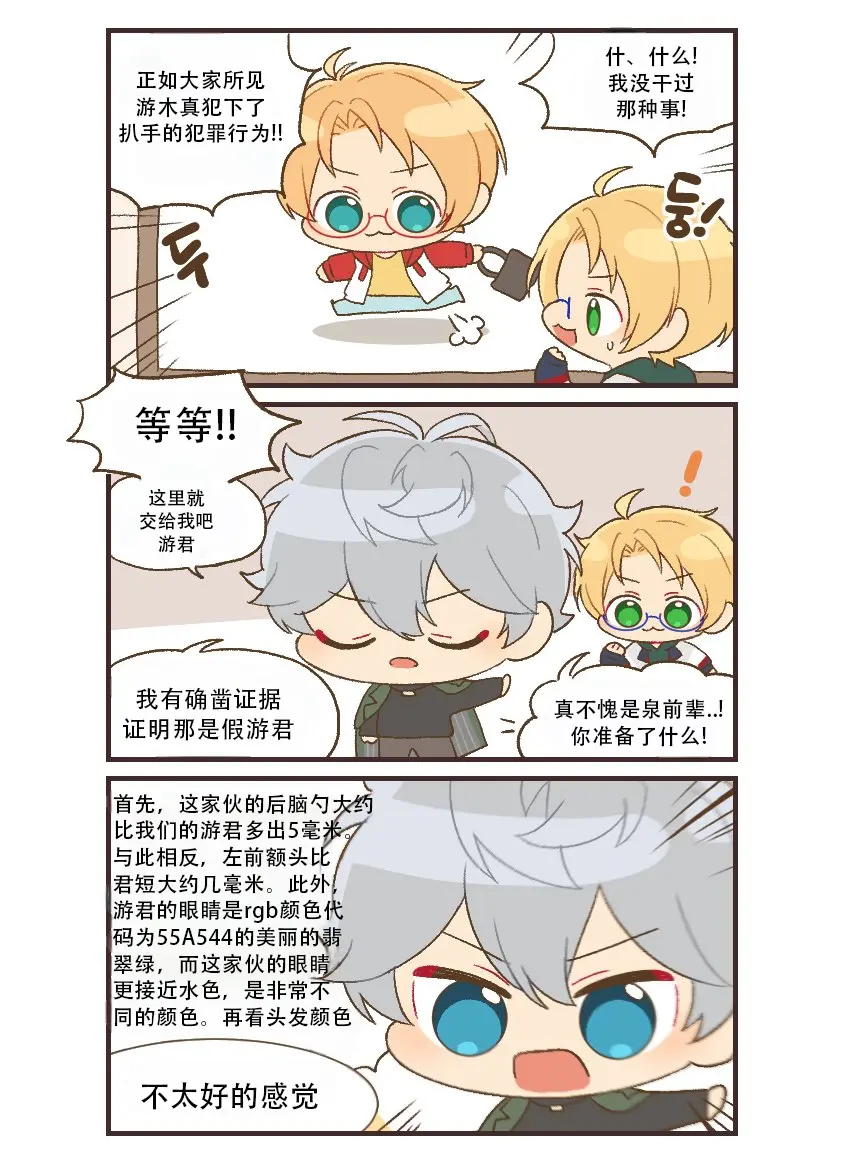 正如大家所见
游木真犯下了
扒手的犯罪行为!!
什、什么!
我没干过
那种事!
두
둥!
等等!!
这里就
交给我吧
游君
我有确凿证据
证明那是假游君
真不愧是泉前辈..!
你准备了什么!
首先，这家伙的后脑勺大约
比我们的游君多出5毫米。
与此相反，左前额头比
君短大约几毫米。此外，
游君的眼睛是rgb颜色代
码为55A544的美丽的翡
翠绿，而这家伙的眼睛
更接近水色，是非常不
同的颜色。再看头发颜色
不太好的感觉